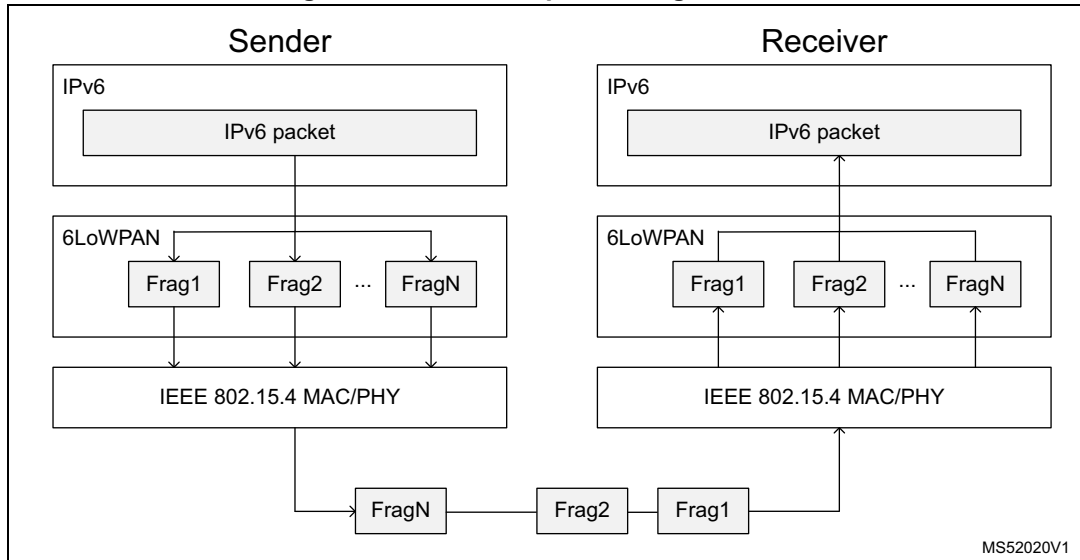 Sender
Receiver
IPv6
IPv6 packet
IPv6
IPv6 packet
6LoWPAN
Frag1
Frag2
...
FragN
6LoWPAN
Frag1
Frag2
...
FragN
IEEE 802.15.4 MAC/PHY
IEEE 802.15.4 MAC/PHY
FragN
Frag2
Frag1
MS52020V1